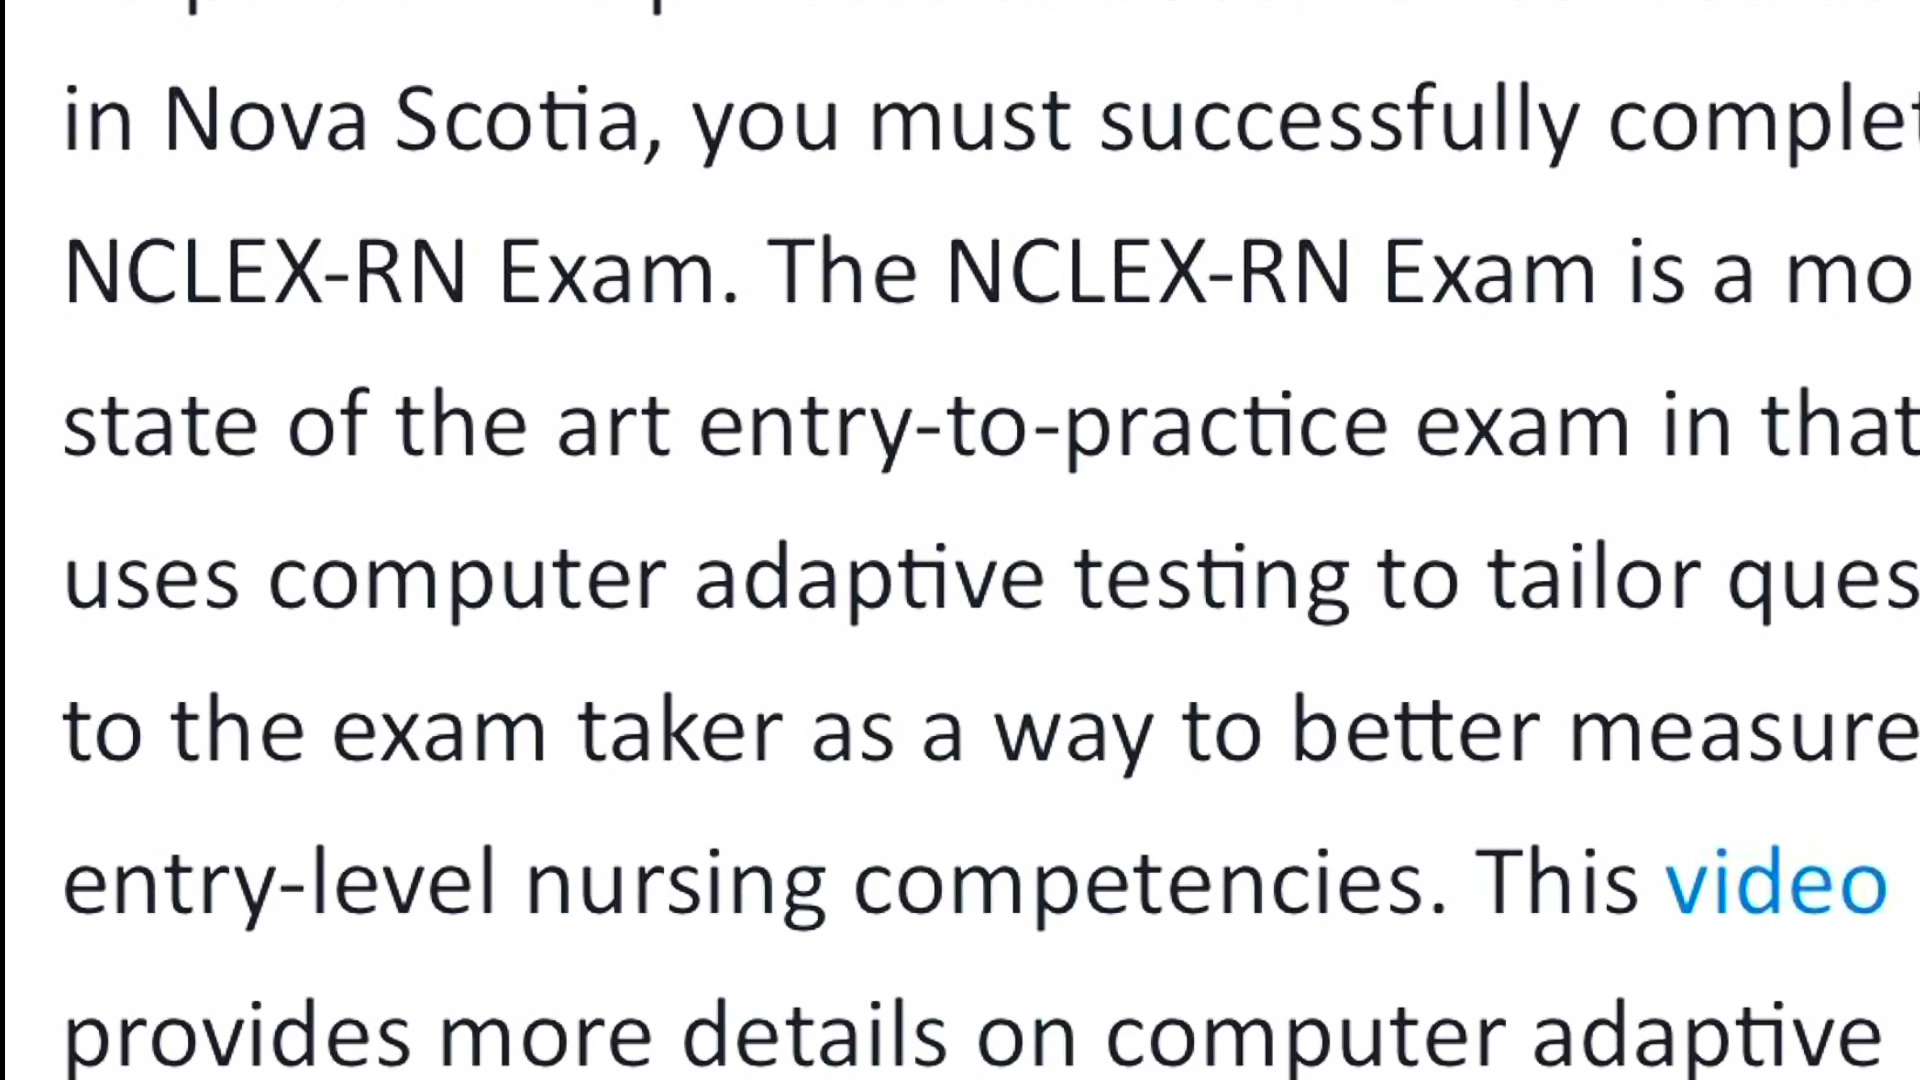 in Nova Scotia, you must successfully complet
NCLEX-RN Exam. The NCLEX-RN Exam is a mo
state of the art entry-to-practice exam in that
uses computer adaptive testing to tailor ques
to the exam taker as a way to better measure
entry-level nursing competencies. This video
provides more details on computer adaptive